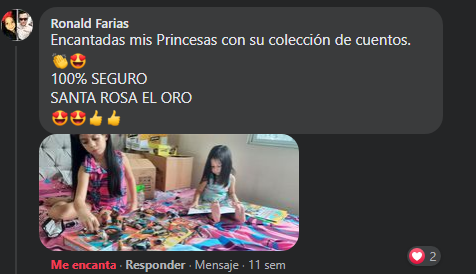 Ronald Farias
Encantadas mis Princesas con su colección de cuentos.
👏🤩
100% SEGURO
SANTA ROSA EL ORO
🤩🤩👍👍
Me encanta · Responder · Mensaje · 11 sem
2